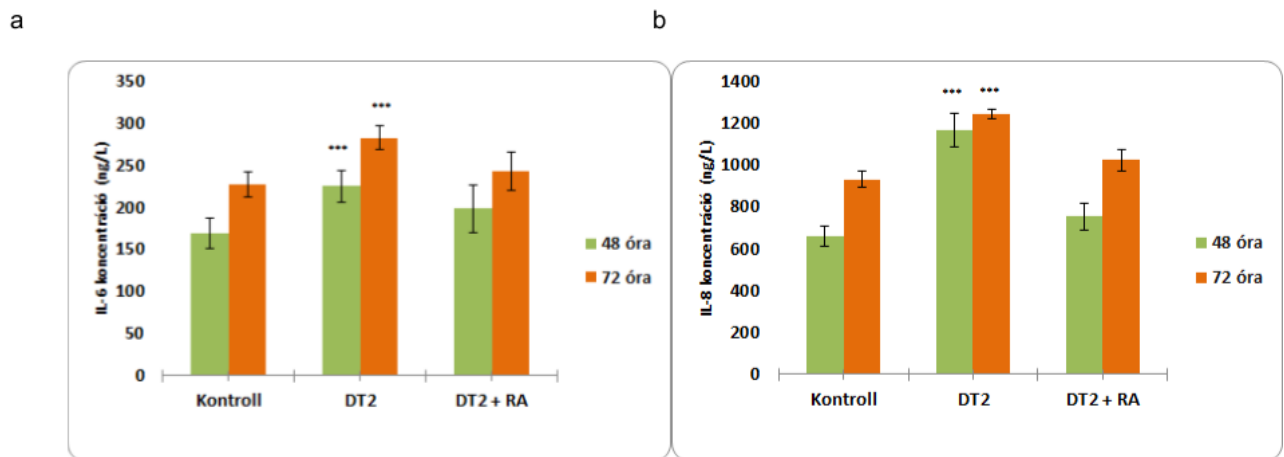 a
b
350
300
250
200
150
100
50
0
IL-6 koncentráció (ng/L)
***
***
Kontroll
DT2
DT2 + RA
48 óra
72 óra
1400
1200
1000
800
600
400
200
0
IL-8 koncentráció (ng/L)
***
***
Kontroll
DT2
DT2 + RA
48 óra
72 óra